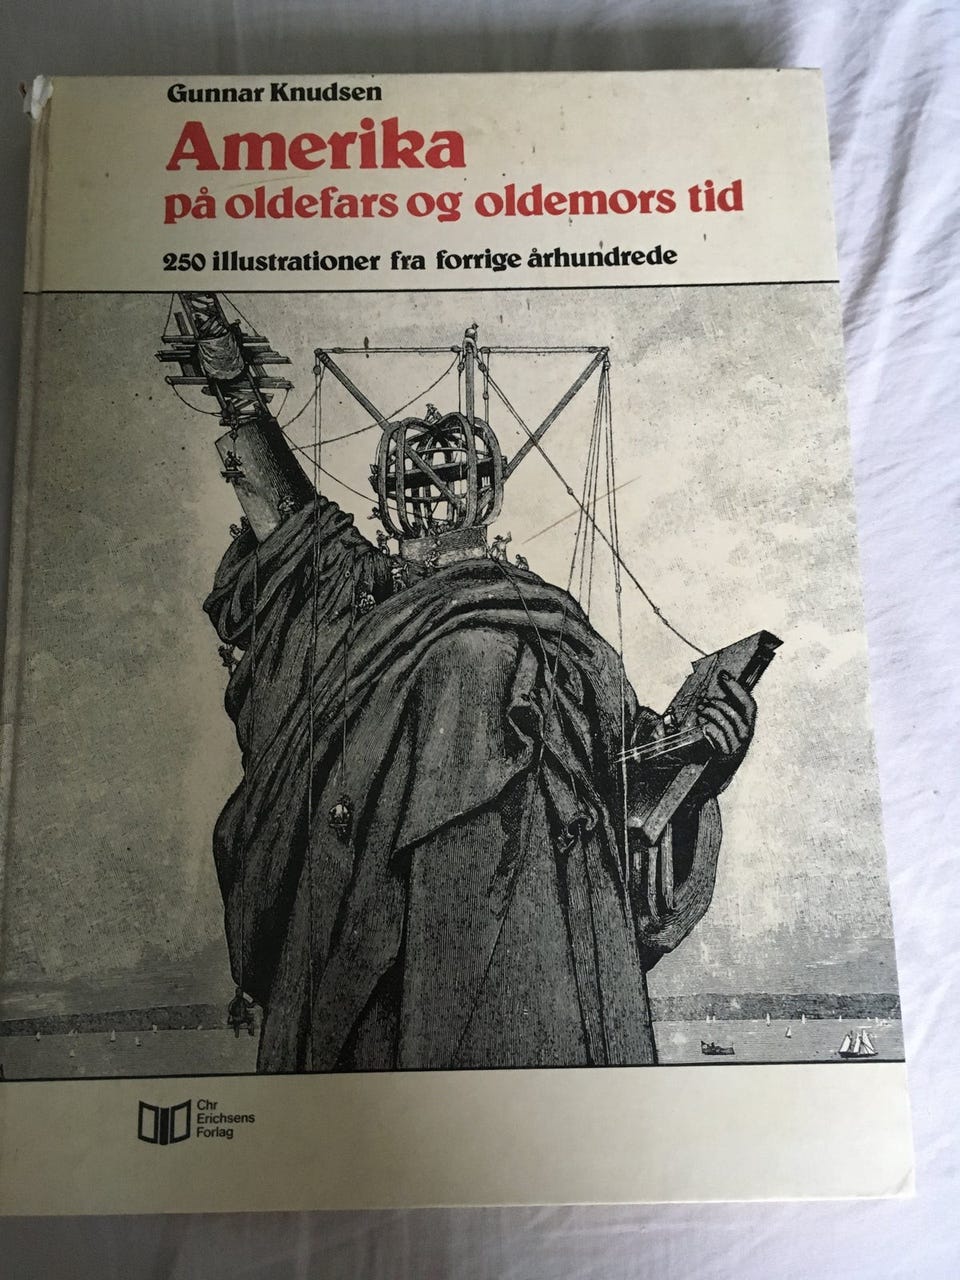 Gunnar Knudsen
Amerika
på oldefars og oldemors tid
250 illustrationer fra forrige århundrede
Chr
Erichsens
Forlag